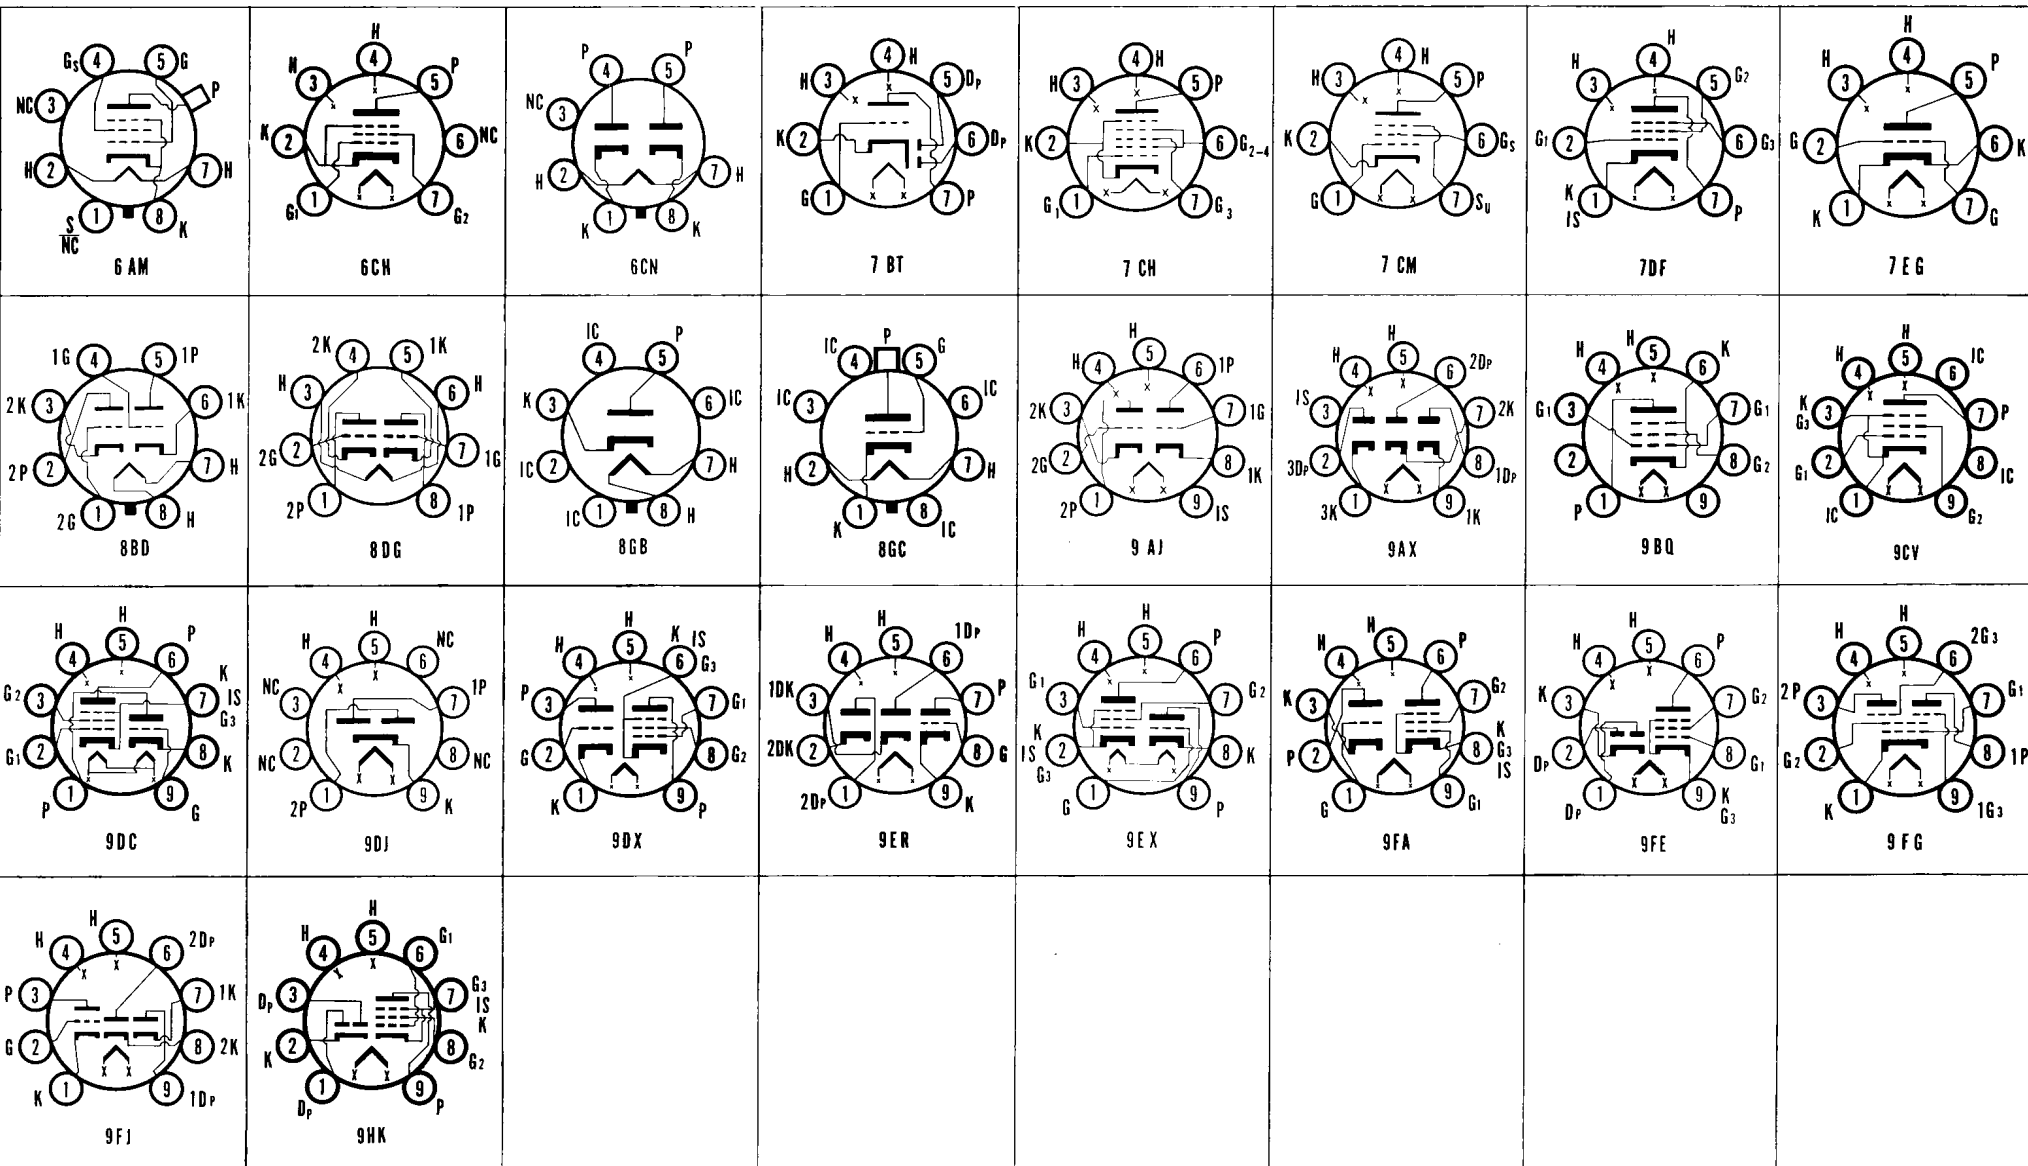 H
Gs 4 5 G
P
NC 3
H 2 7 H
1 8 K
S
NC
6 AM
H
H 3 4 5 P
K 2 6 NC
G1 1 7 G2
6CH
P 4 5 P
NC 3
H 2 7 H
K 1 8 K
6CN
H 3 4 H 5 DP
K 2 6 DP
G 1 7 P
7 BT
H 3 4 H 5 P
K 2 6 G2-4
G1 1 7 G3
7 CH
H 3 4 H 5 P
K 2 6 GS
G 1 7 SU
7 CM
H
H 3 4 5 G2
G1 2 6 G3
K
IS 1 7 P
7DF
H
H 3 4 5 P
G 2 6 K
K 1 7 G
7 EG
1G 4 5 1P
2K 3 6 1K
2P 2 7 H
2G 1 8 H
8BD
2K 4 5 1K
H 3 6 H
2G 2 7 1G
2P 1 8 1P
8DG
IC 4 5 P
K 3 6 IC
IC 2 7 H
IC 1 8 H
8GB
P
IC 4 5 G
IC 3 6 IC
H 2 7 H
K 1 8 IC
8GC
H 4 H 5 6 1P
2K 3 7 1G
2G 2 8 1K
2P 1 9 IS
9 AJ
H 4 H 5 6 2DP
IS 3 7 2K
3DP 2 8 1DP
3K 1 9 1K
9AX
H 4 H 5 6 K
G1 3 7 G1
2 8 G2
P 1 9
9BQ
H
H 4 5 6 IC
K
G3 3 7 P
G1 2 8 IC
IC 1 9 G2
9CV
H
H 4 5 6 P
G2 3 7 K
IS
G3
G1 2 8 K
P 1 9 G
9DC
H
H 4 5 6 NC
NC 3 7 1P
NC 2 8 NC
2P 1 9 K
9DJ
H
H 4 5 6 K
IS
G3
P 3 7 G1
G 2 8 G2
K 1 9 P
9DX
H
H 4 5 6 1DP
1DK 3 7 P
2DK 2 8 G
2DP 1 9 K
9ER
H
H 4 5 6 P
G1 3 7 G2
K
IS 2 8 K
G3
G 1 9 P
9EX
H 4 H 5 6 P
K 3 7 G2
P 2 8 K
G3
IS
G 1 9 G1
9FA
H
H 4 5 6 P
K 3 7 G2
DP 2 8 G1
DP 1 9 K
G3
9FE
H
H 4 5 6 2G3
2P 3 7 G1
G2 2 8 1P
K 1 9 1G3
9FG
H 4 H 5 6 2DP
P 3 7 1K
G 2 8 2K
K 1 9 1DP
9FJ
H
H 4 5 6 G1
DP 3 7 G3
IS
K
K 2 8 G2
DP 1 9 P
9HK